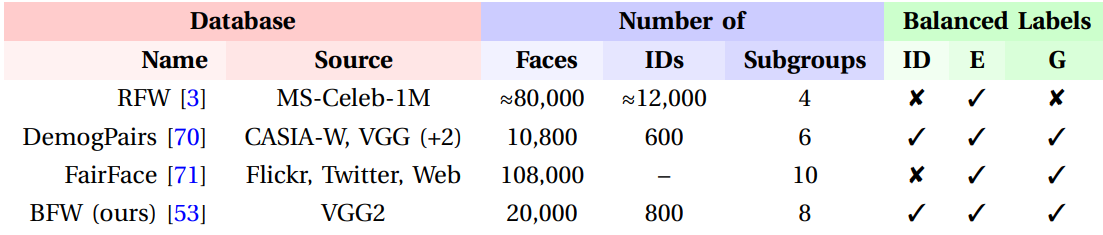 Database Number of Balanced Labels
Name Source Faces IDs Subgroups ID E G
RFW [3] MS-Celeb-1M ≈80,000 ≈12,000 4 ✘ ✓ ✘
DemogPairs [70] CASIA-W, VGG (+2) 10,800 600 6 ✓ ✓ ✓
FairFace [71] Flickr, Twitter, Web 108,000 – 10 ✘ ✓ ✓
BFW (ours) [53] VGG2 20,000 800 8 ✓ ✓ ✓